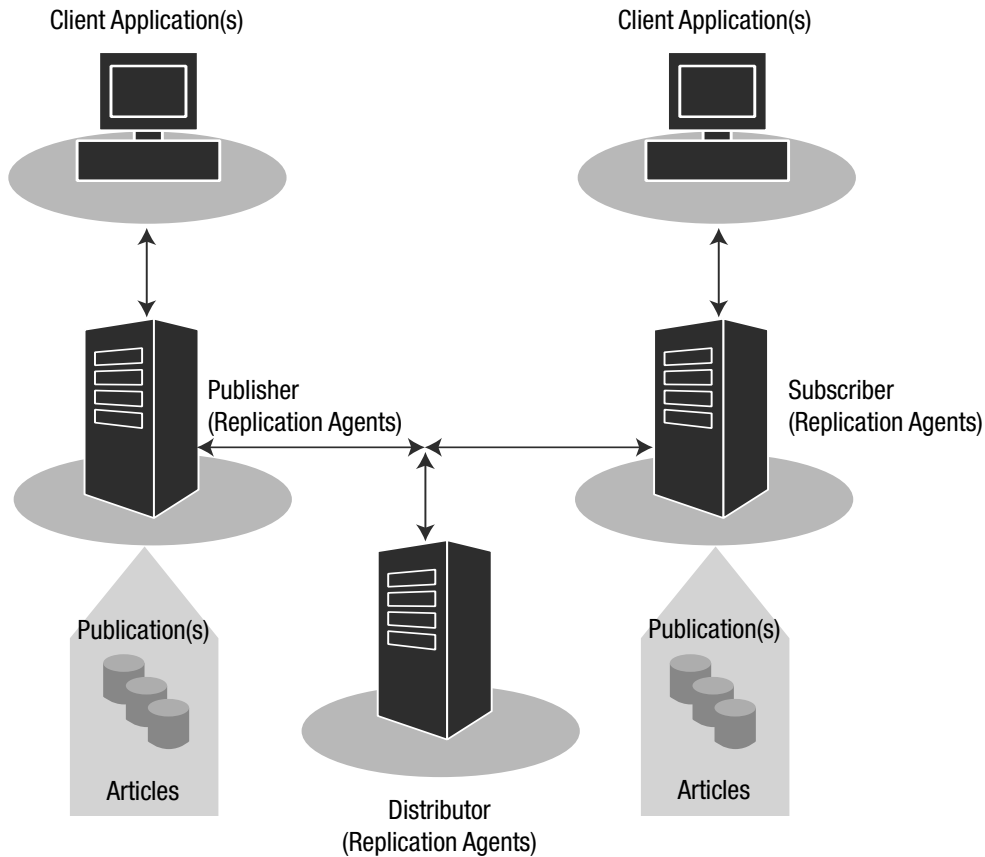 Client Application(s)
Client Application(s)
Publisher
(Replication Agents)
Subscriber
(Replication Agents)
Publication(s)
Articles
Publication(s)
Articles
Distributor
(Replication Agents)